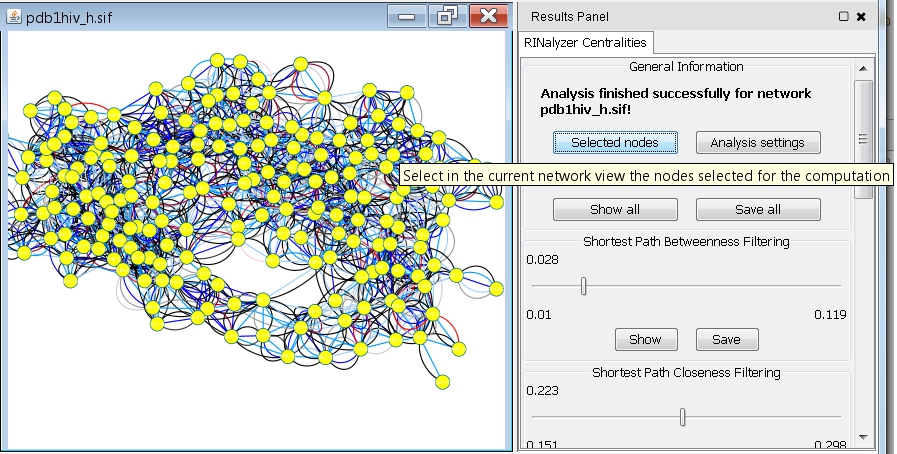 pdb1hiv_h.sif
Results Panel
RINalyzer Centralities
General Information
Analysis finished successfully for network
pdb1hiv_h.sif!
Selected nodes
Analysis settings
Select in the current network view the nodes selected for the computation
Show all
Save all
Shortest Path Betweenness Filtering
0.028
0.01
0.119
Show
Save
Shortest Path Closeness Filtering
0.223
0.151
0.298